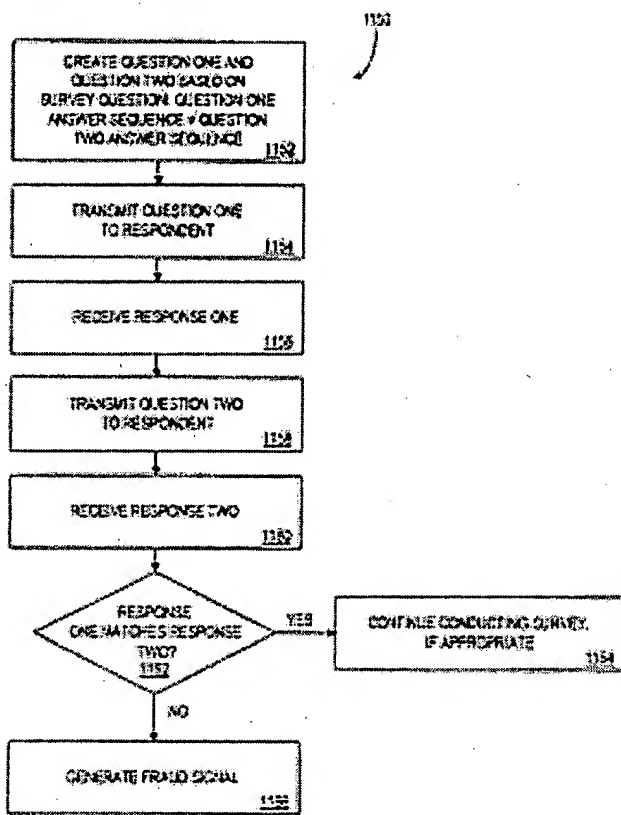 CREATE QUESTION ONE AND
QUESTION TWO BASED ON
SURVEY QUESTION: QUESTION ONE
ANSWER SEQUENCE ≠ QUESTION
TWO ANSWER SEQUENCE
1152
TRANSMIT QUESTION ONE
TO RESPONDENT
1154
RECEIVE RESPONSE ONE
TRANSMIT QUESTION TWO
TO RESPONDENT
1158
RECEIVE RESPONSE TWO
RESPONSE
ONE MATCHES RESPONSE
TWO?
YES
CONTINUE CONDUCTING SURVEY,
IF APPROPRIATE
NO
GENERATE FRAUD SIGNAL